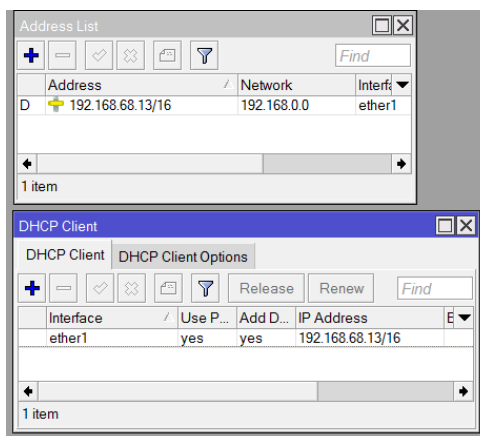 Address List
Find
Address Network Interfa
D 192.168.68.13/16 192.168.0.0 ether1
1 item
DHCP Client
DHCP Client DHCP Client Options
Release Renew Find
Interface Use P... Add D... IP Address E
ether1 yes yes 192.168.68.13/16
1 item